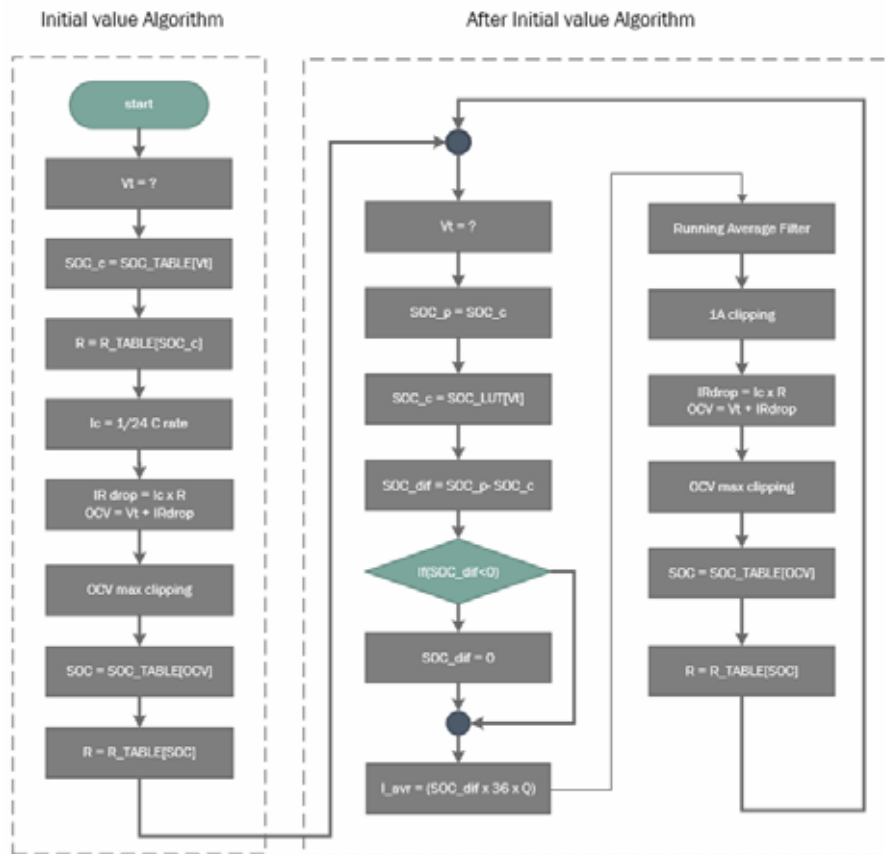 Initial value Algorithm
After Initial value Algorithm
start
Vt = ?
SOC_c = SOC_TABLE[Vt]
R = R_TABLE[SOC_c]
Ic = 1/24 C rate
IR drop = Ic x R
OCV = Vt + IRdrop
OCV max clipping
SOC = SOC_TABLE[OCV]
R = R_TABLE[SOC]
Vt = ?
SOC_p = SOC_c
SOC_c = SOC_LUT[Vt]
SOC_dif = SOC_p- SOC_c
If(SOC_dif<0)
SOC_dif = 0
I_avr = (SOC_dif x 36 x Q)
Running Average Filter
1A clipping
IRdrop = Ic x R
OCV = Vt + IRdrop
OCV max clipping
SOC = SOC_TABLE[OCV]
R = R_TABLE[SOC]